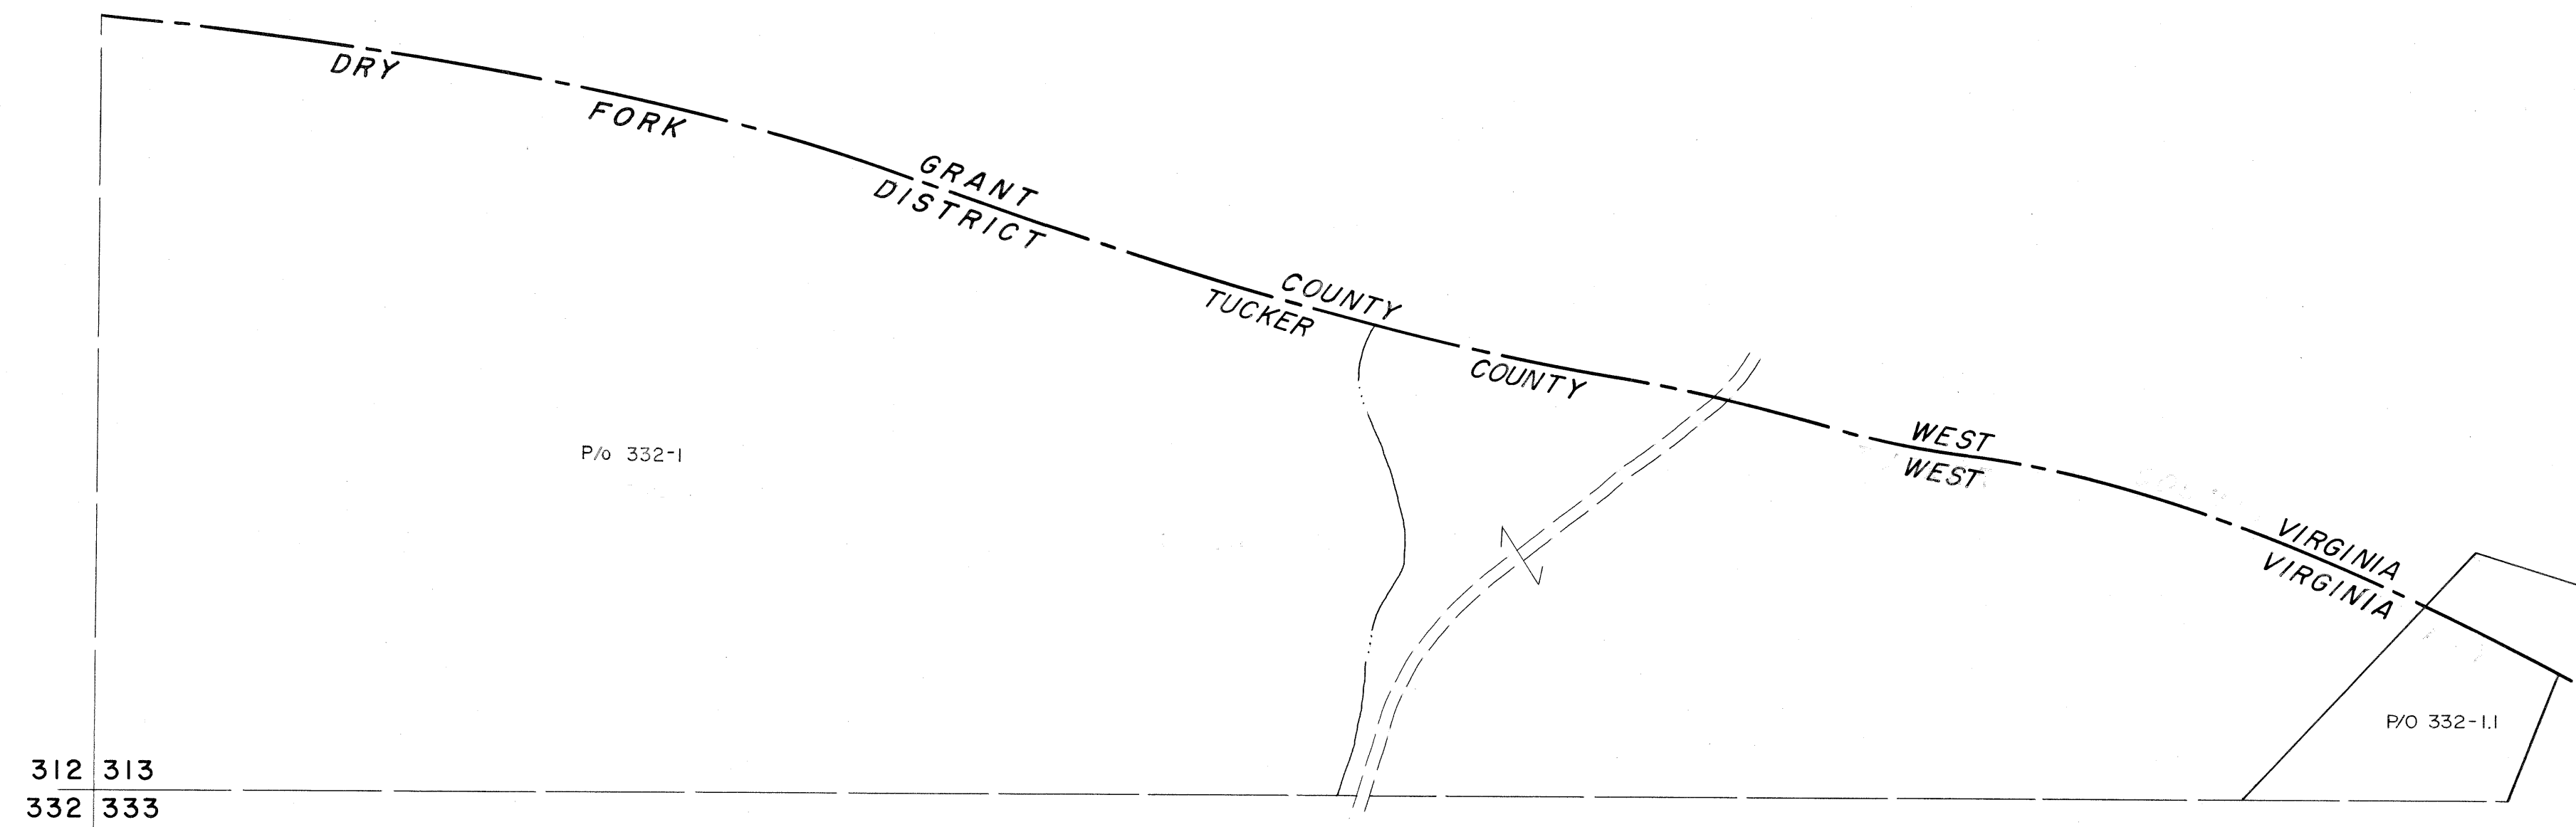 GRANT COUNTY WEST VIRGINIA
DRY FORK DISTRICT TUCKER COUNTY WEST VIRGINIA
P/o 332-1
P/O 332-1.1
312 313
332 333